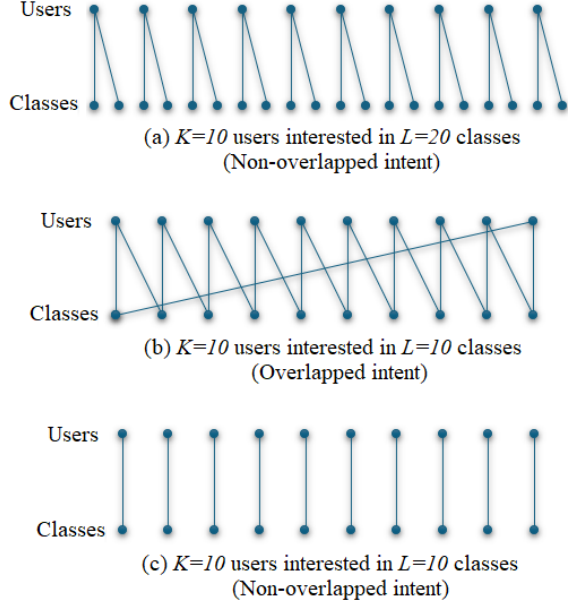 Users
Classes
(a) K=10 users interested in L=20 classes
(Non-overlapped intent)
Users
Classes
(b) K=10 users interested in L=10 classes
(Overlapped intent)
Users
Classes
(c) K=10 users interested in L=10 classes
(Non-overlapped intent)